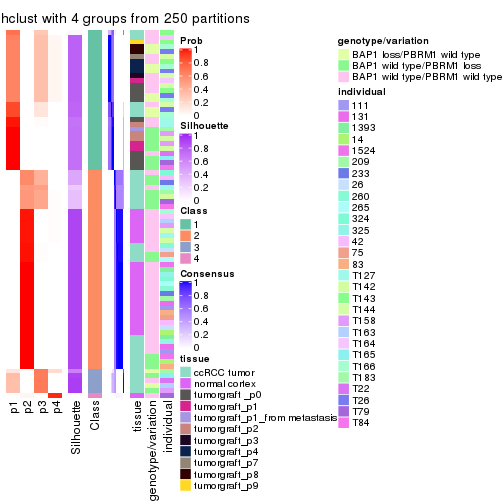 hclust with 4 groups from 250 partitions
Prob
1
0.8
0.6
0.4
0.2
0
Silhouette
1
0.8
0.6
0.4
0.2
0
Class
1
2
3
4
Consensus
1
0.8
0.6
0.4
0.2
0
tissue
ccRCC tumor
normal cortex
tumorgraft_p0
tumorgraft_p1
tumorgraft_p1_from metastasis
tumorgraft_p2
tumorgraft_p3
tumorgraft_p4
tumorgraft_p7
tumorgraft_p8
tumorgraft_p9
genotype/variation
BAP1 loss/PBRM1 wild type
BAP1 wild type/PBRM1 loss
BAP1 wild type/PBRM1 wild type
individual
111
131
1393
14
1524
209
233
26
260
265
324
325
42
75
83
T127
T142
T143
T144
T158
T163
T164
T165
T166
T183
T22
T26
T79
T84
p1
p2
p3
p4
Silhouette
Class
tissue
genotype/variation
individual